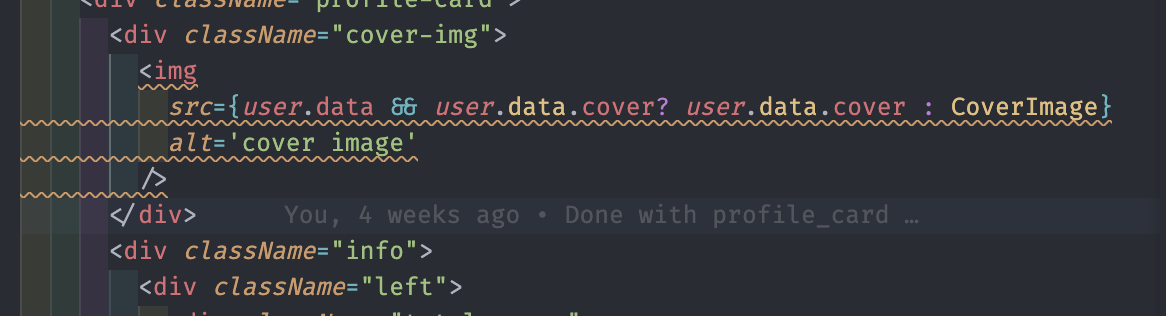 <div className="profile-card">
<div className="cover-img">
<img
src={user.data && user.data.cover? user.data.cover : CoverImage}
alt='cover image'
/>
</div> You, 4 weeks ago • Done with profile_card …
<div className="info">
<div className="left">